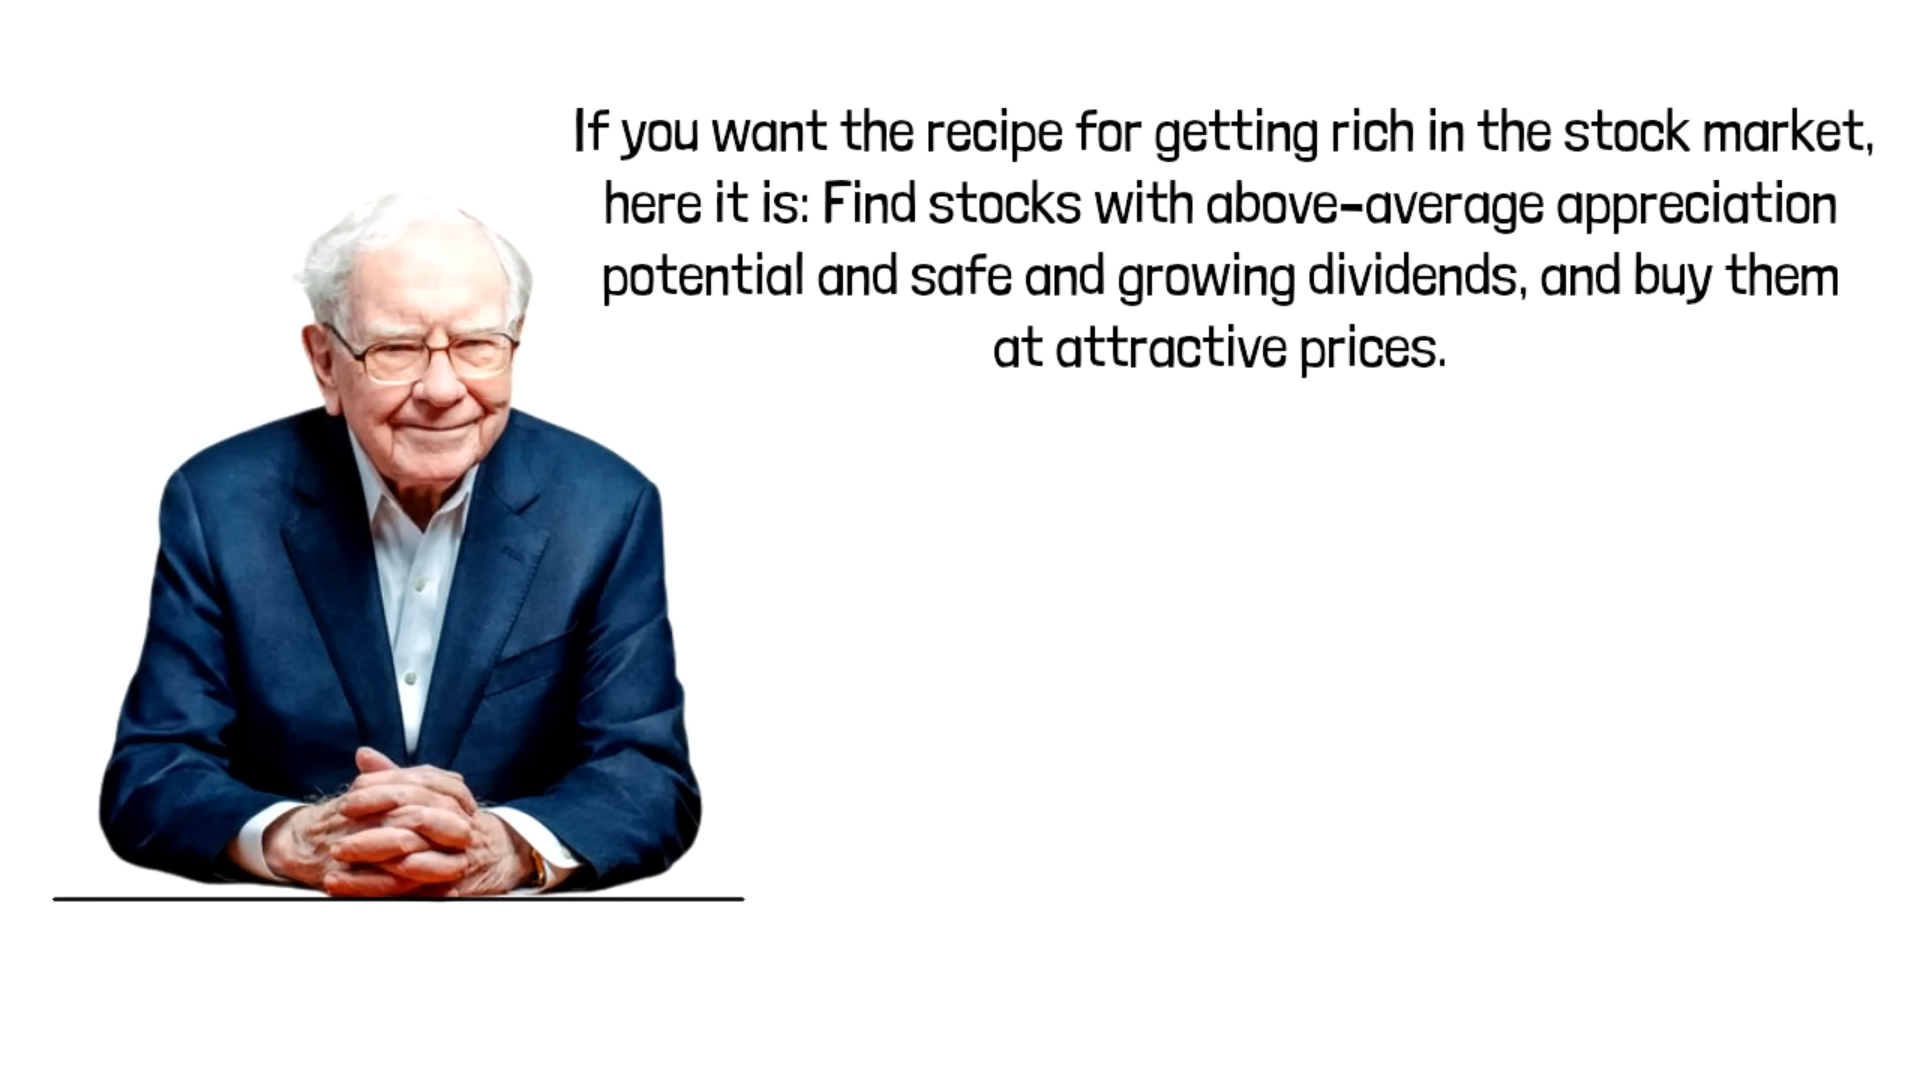 If you want the recipe for getting rich in the stock market,
here it is: Find stocks with above-average appreciation
potential and safe and growing dividends, and buy them
at attractive prices.